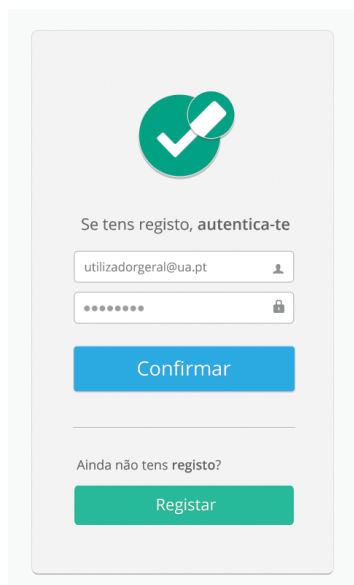 Se tens registo, autentica-te
utilizadorgeral@ua.pt
●●●●●●●●
Confirmar
Ainda não tens registo?
Registar